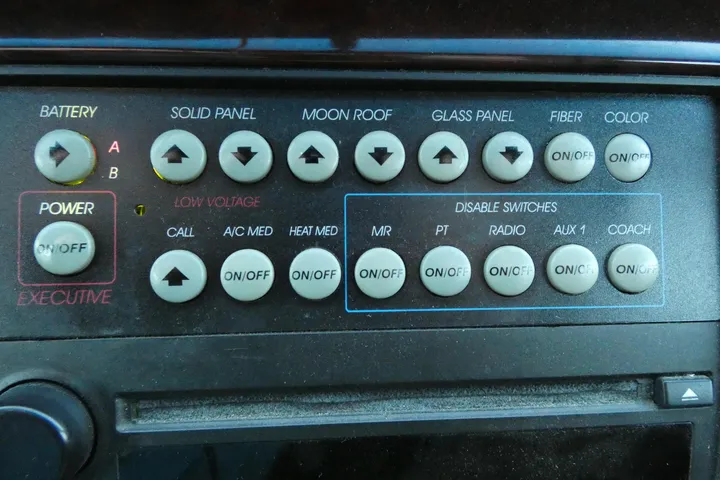 BATTERY SOLID PANEL MOON ROOF GLASS PANEL FIBER COLOR
A
B
ON/OFF ON/OFF
LOW VOLTAGE
POWER
ON/OFF
EXECUTIVE
DISABLE SWITCHES
CALL A/C MED HEAT MED MR PT RADIO AUX 1 COACH
ON/OFF ON/OFF ON/OFF ON/OFF ON/OFF ON/OFF ON/OFF